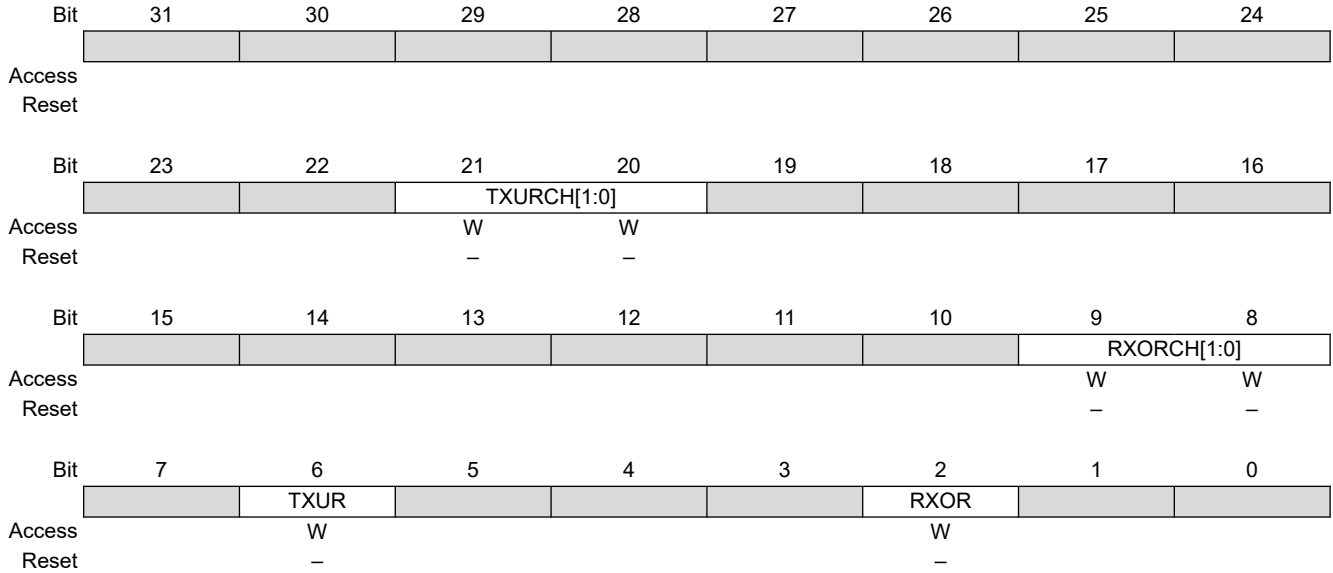 Bit 31 30 29 28 27 26 25 24
Access
Reset
Bit 23 22 21 20 19 18 17 16
TXURCH[1:0]
Access W W
Reset – –
Bit 15 14 13 12 11 10 9 8
RXORCH[1:0]
Access W W
Reset – –
Bit 7 6 5 4 3 2 1 0
TXUR RXOR
Access W W
Reset – –